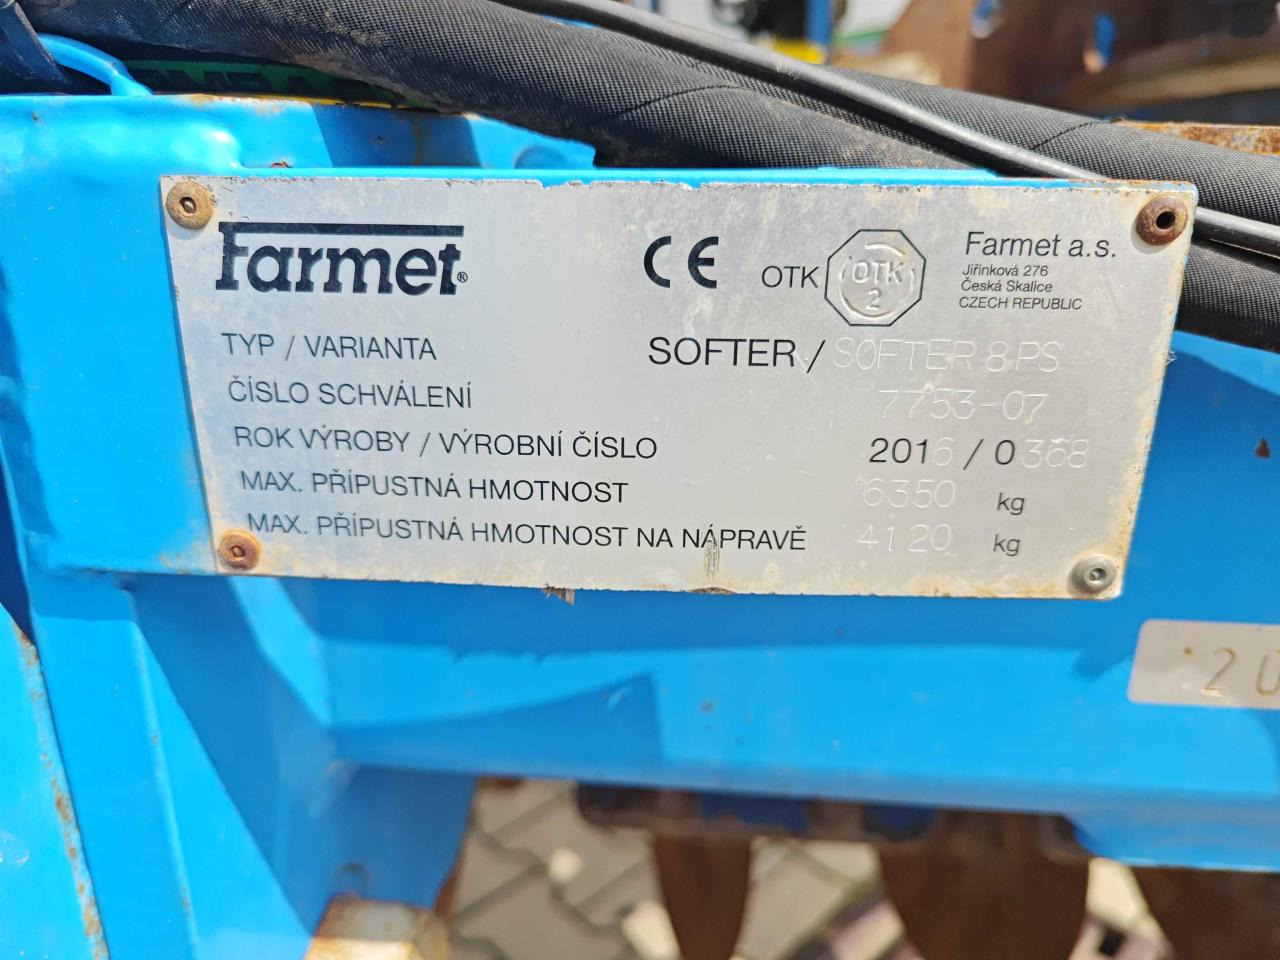 Farmet®
CE
OTK
OTK
2
Farmet a.s.
Jiřinková 276
Česká Skalice
CZECH REPUBLIC
TYP / VARIANTA SOFTER / SOFTER 8 PS
ČÍSLO SCHVÁLENÍ 7753-07
ROK VÝROBY / VÝROBNÍ ČÍSLO 2016 / 0368
MAX. PŘÍPUSTNÁ HMOTNOST 6350 kg
MAX. PŘÍPUSTNÁ HMOTNOST NA NÁPRAVĚ 4120 kg
20